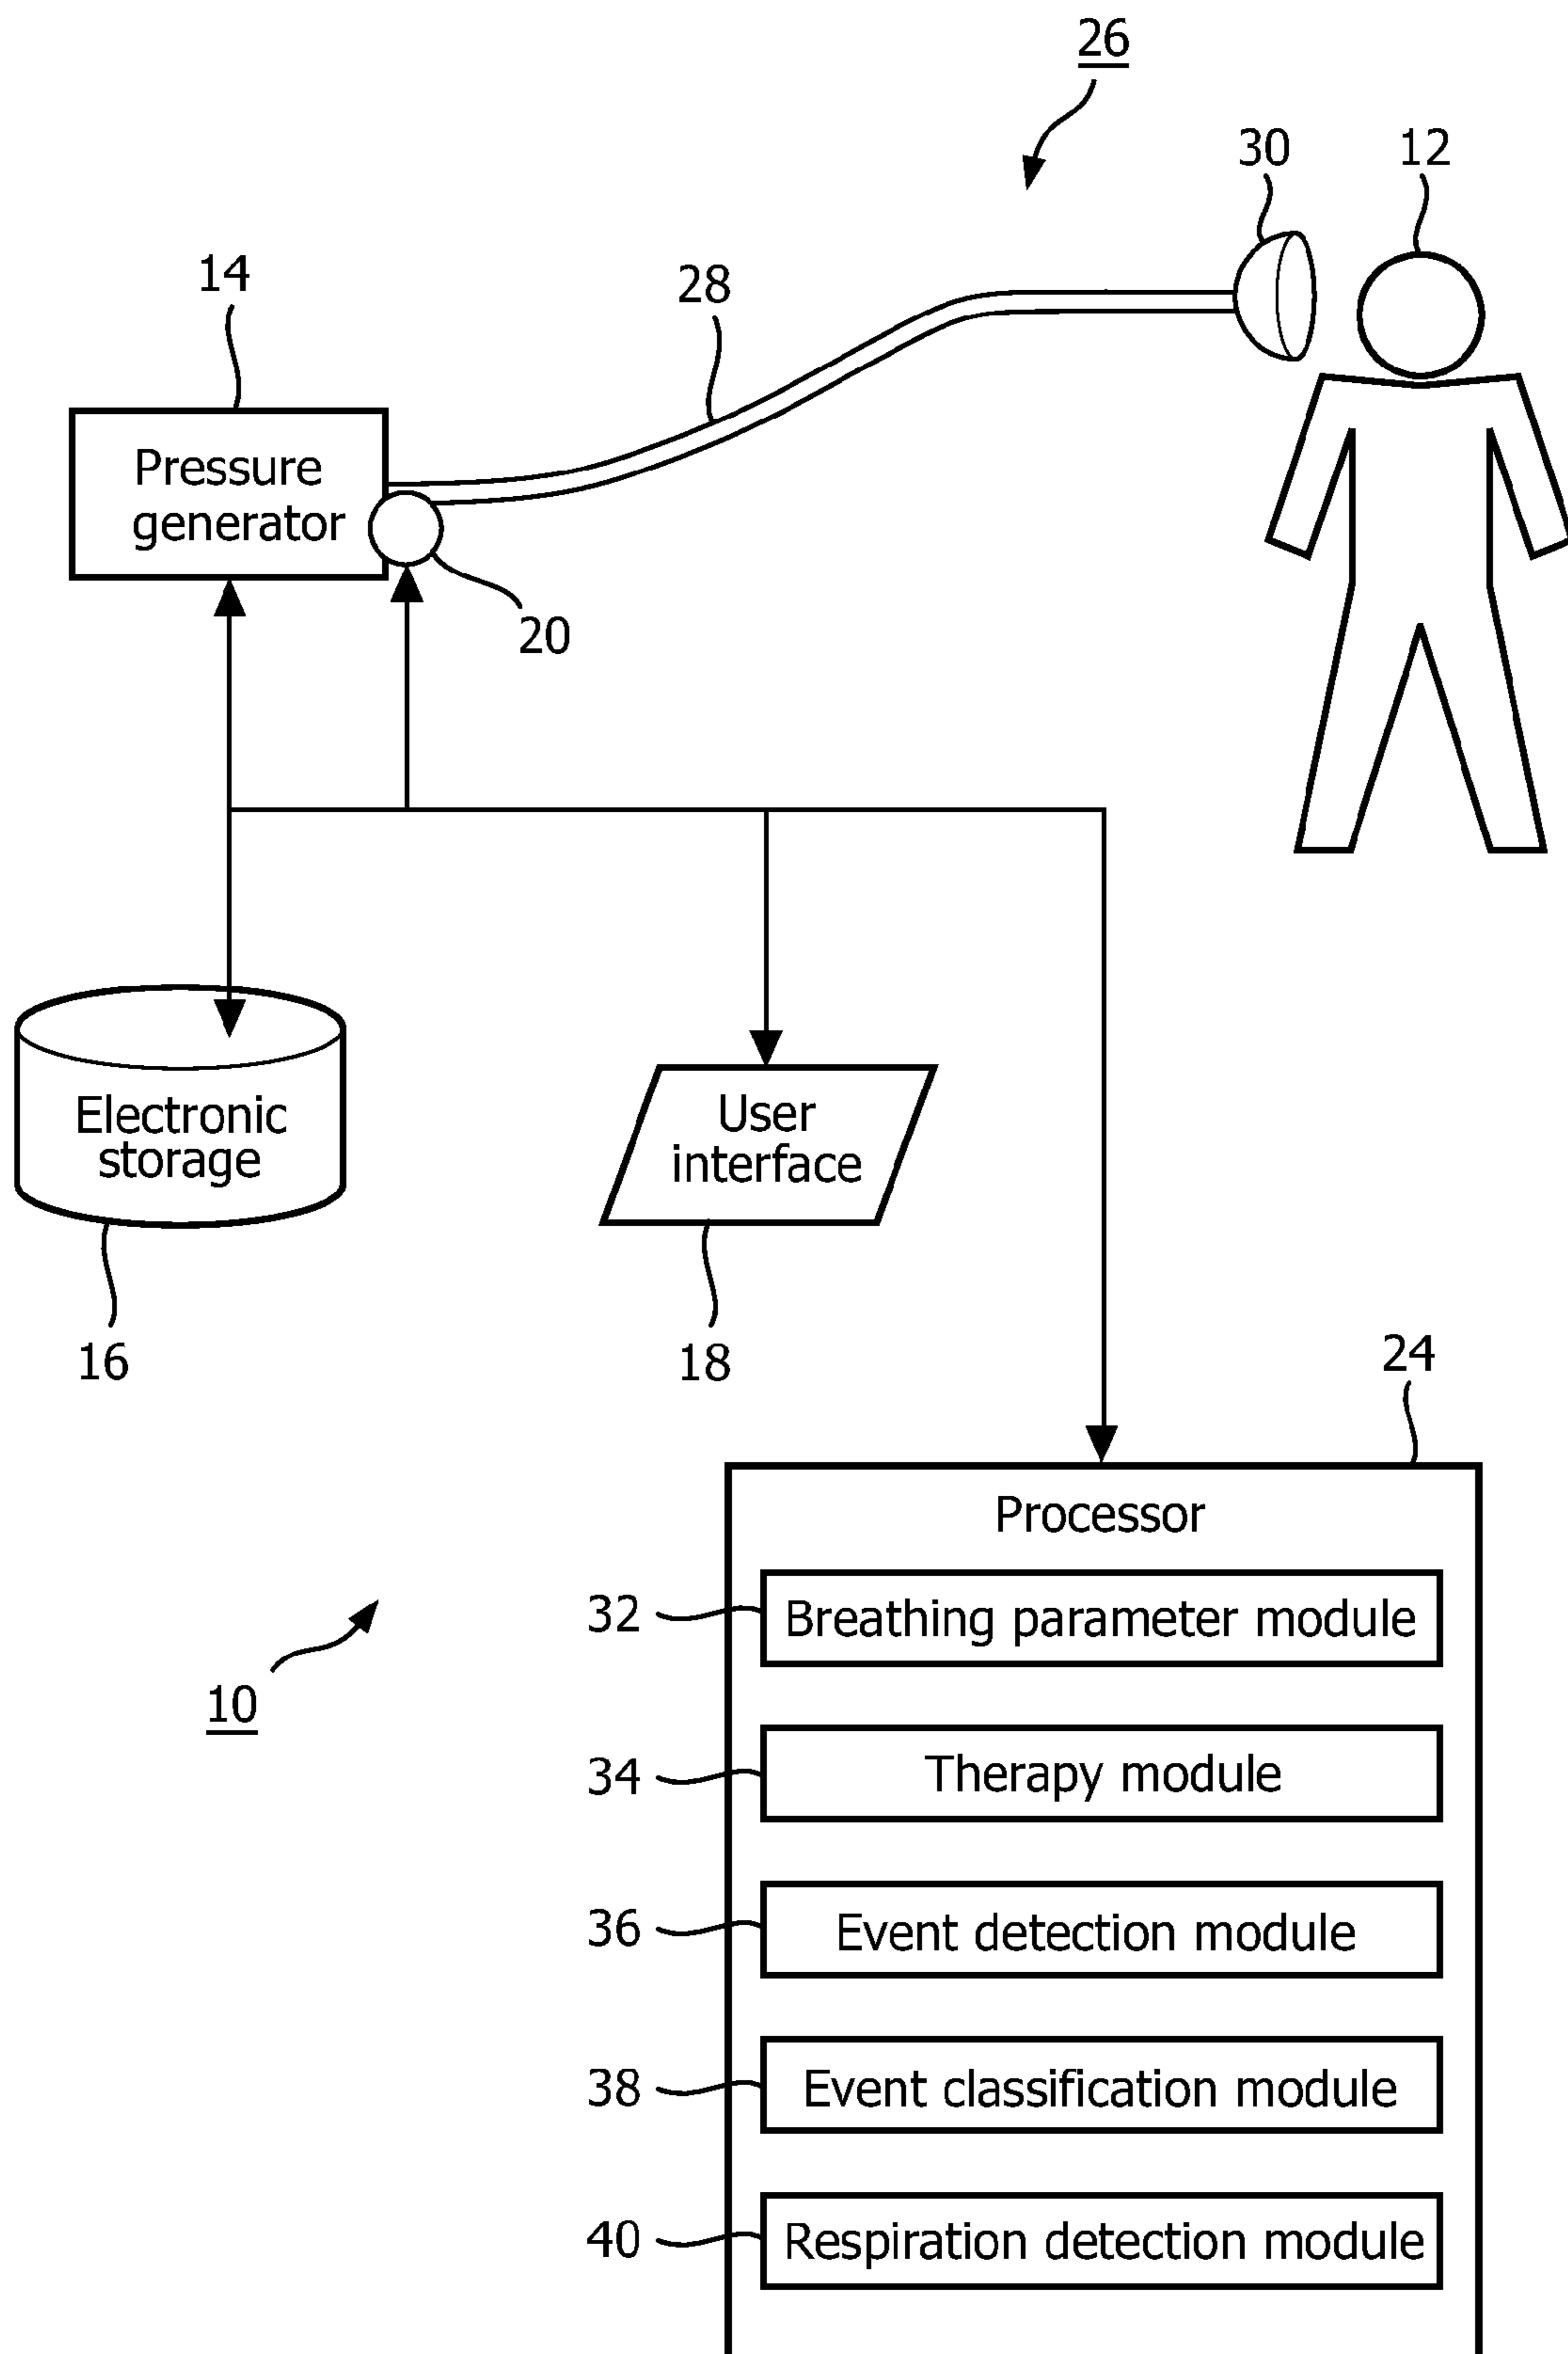 26
30
12
14
28
Pressure
generator
20
Electronic
storage
User
interface
16
18
24
Processor
32
Breathing parameter module
10
34
Therapy module
36
Event detection module
38
Event classification module
40
Respiration detection module